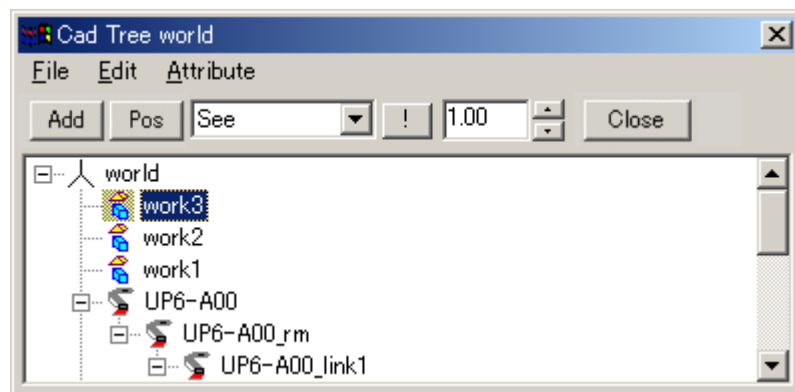 Cad Tree world
File Edit Attribute
Add Pos See ! 1.00 Close
world
work3
work2
work1
UP6-A00
UP6-A00_rm
UP6-A00_link1